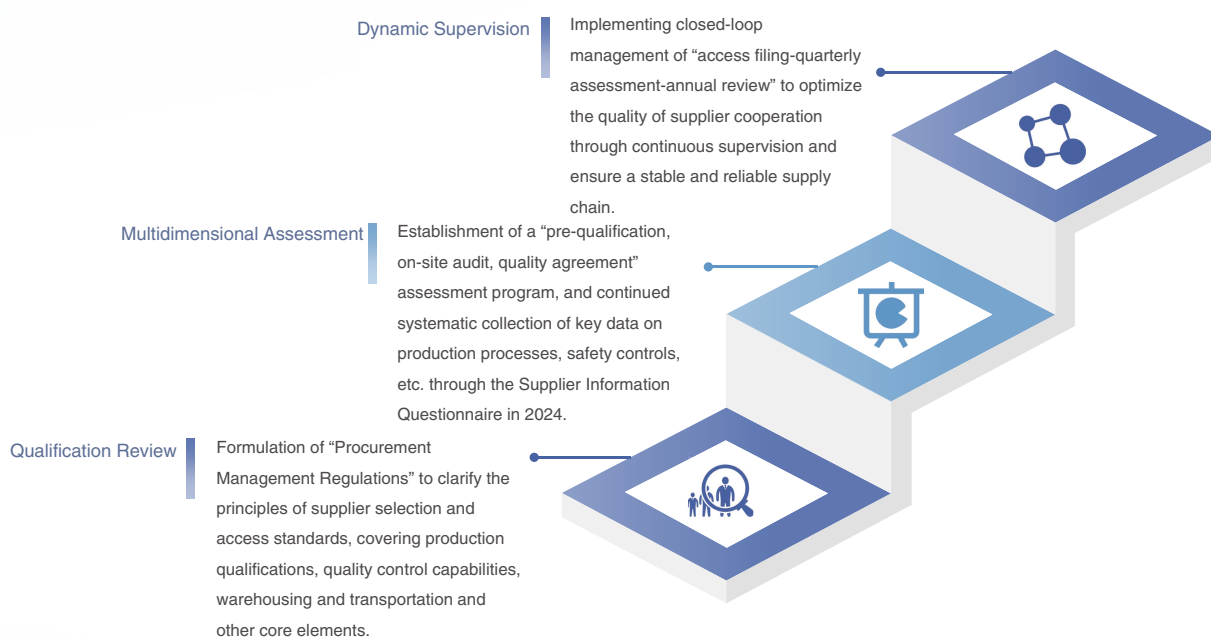 Dynamic Supervision
Implementing closed-loop
management of “access filing-quarterly
assessment-annual review” to optimize
the quality of supplier cooperation
through continuous supervision and
ensure a stable and reliable supply
chain.
Multidimensional Assessment
Establishment of a “pre-qualification,
on-site audit, quality agreement”
assessment program, and continued
systematic collection of key data on
production processes, safety controls,
etc. through the Supplier Information
Questionnaire in 2024.
Qualification Review
Formulation of “Procurement
Management Regulations” to clarify the
principles of supplier selection and
access standards, covering production
qualifications, quality control capabilities,
warehousing and transportation and
other core elements.